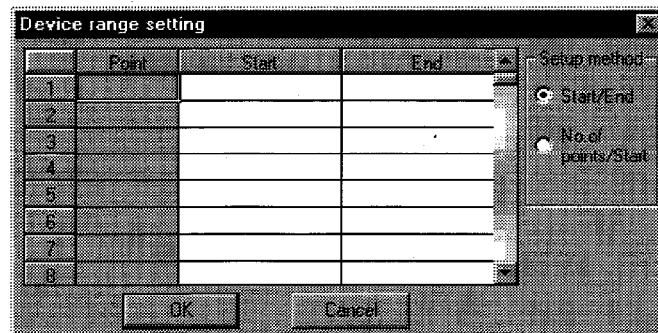 Device range setting
Point Start End
1
2
3
4
5
6
7
8
Setup method
Start/End
No.of
points/Start
OK Cancel